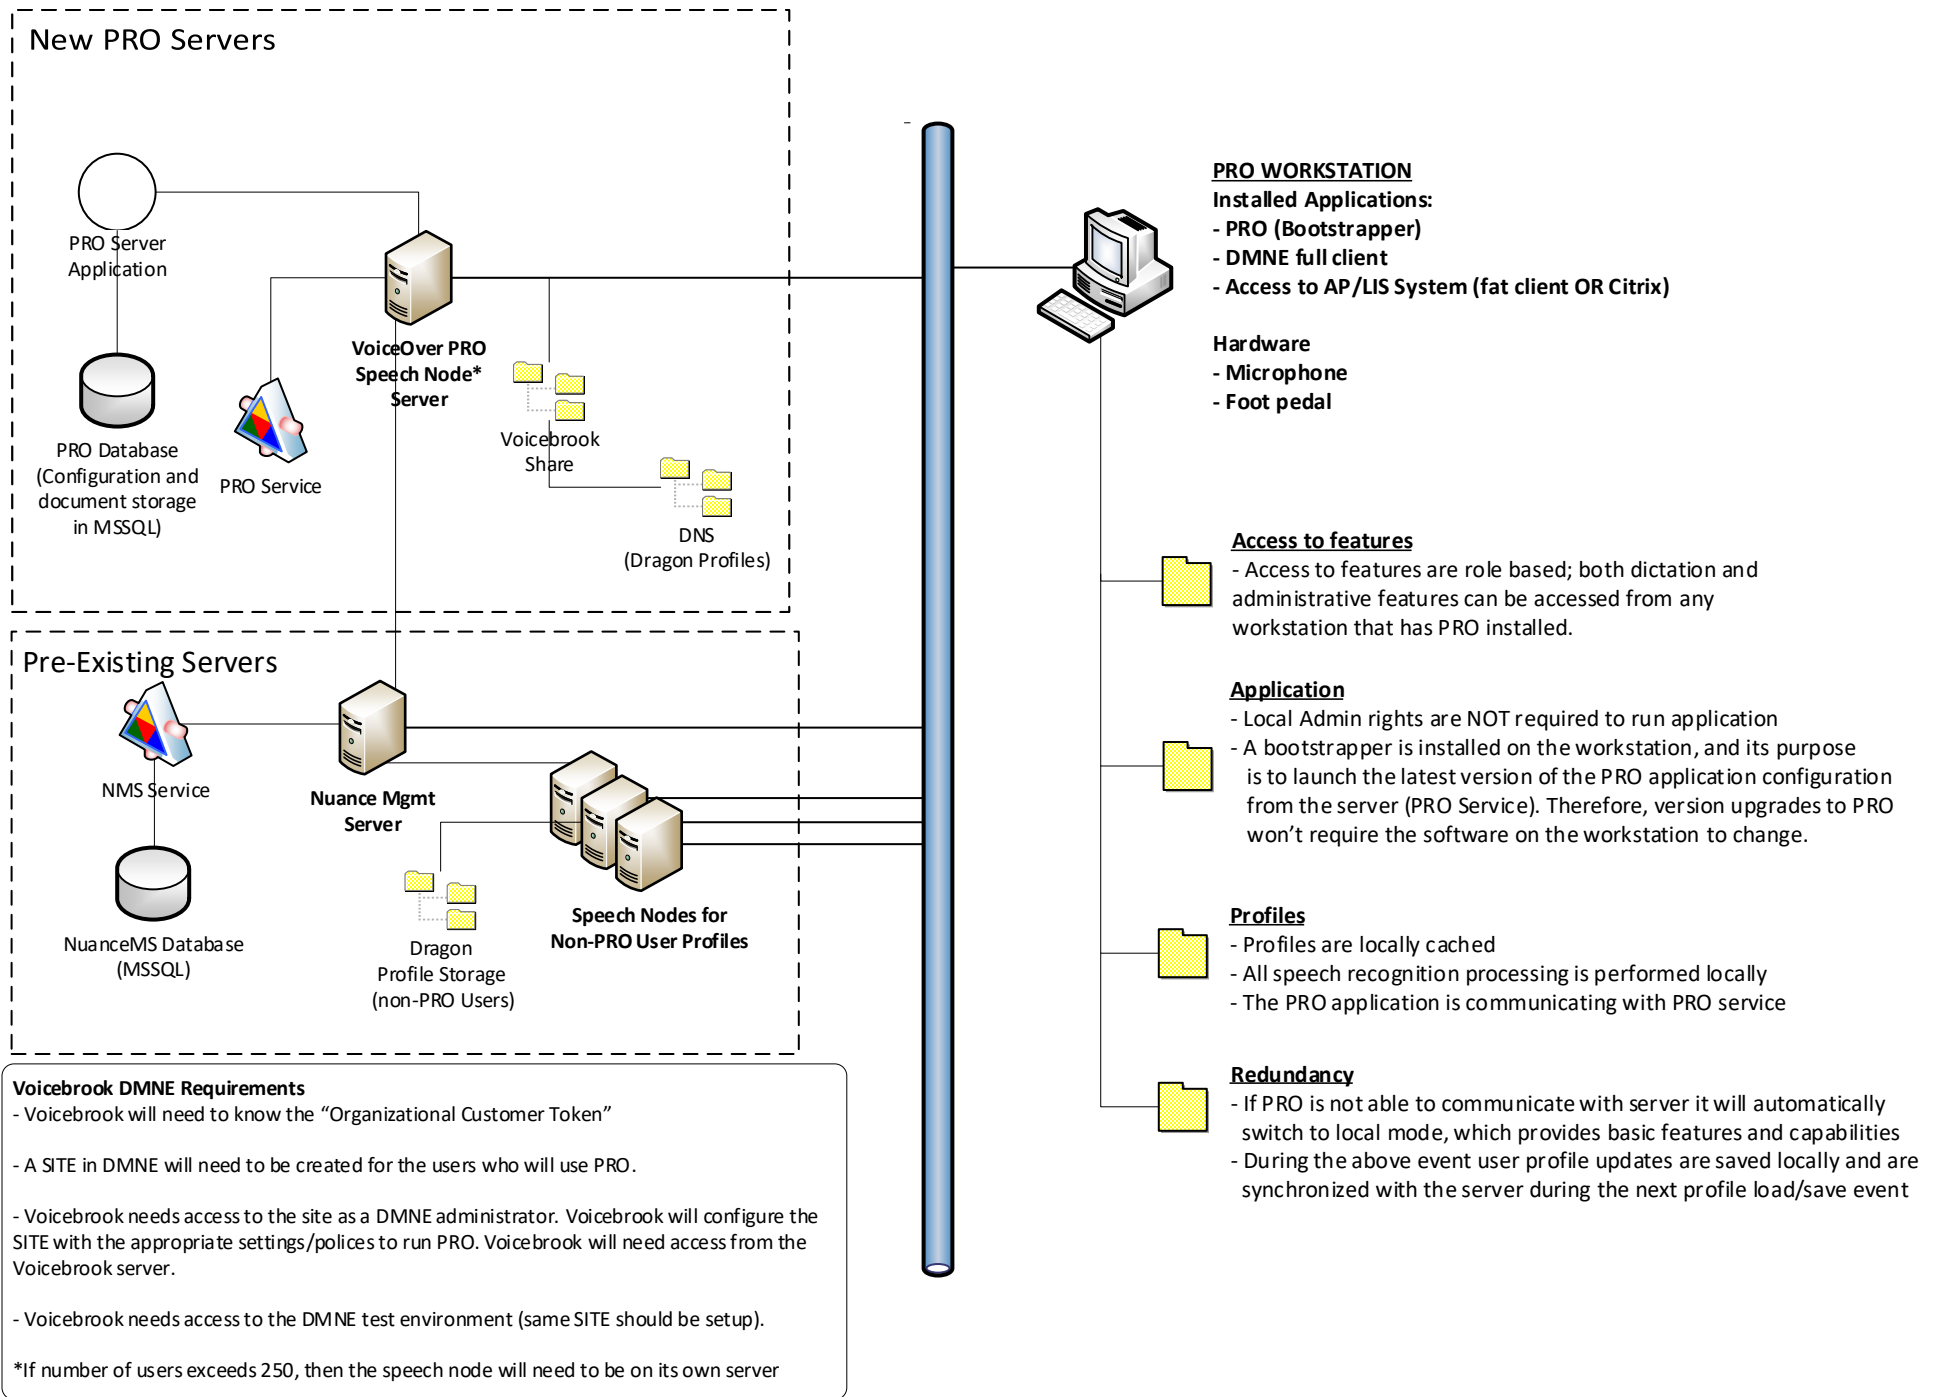 New PRO Servers
PRO Server
Application
PRO Database
(Configuration and
document storage
in MSSQL)
PRO Service
VoiceOver PRO
Speech Node*
Server
Voicebrook
Share
DNS
(Dragon Profiles)
Pre-Existing Servers
NMS Service
NuanceMS Database
(MSSQL)
Nuance Mgmt
Server
Dragon
Profile Storage
(non-PRO Users)
Speech Nodes for
Non-PRO User Profiles
Voicebrook DMNE Requirements
- Voicebrook will need to know the “Organizational Customer Token”
- A SITE in DMNE will need to be created for the users who will use PRO.
- Voicebrook needs access to the site as a DMNE administrator. Voicebrook will configure the
SITE with the appropriate settings/polices to run PRO. Voicebrook will need access from the
Voicebrook server.
- Voicebrook needs access to the DMNE test environment (same SITE should be setup).
*If number of users exceeds 250, then the speech node will need to be on its own server
PRO WORKSTATION
Installed Applications:
- PRO (Bootstrapper)
- DMNE full client
- Access to AP/LIS System (fat client OR Citrix)
Hardware
- Microphone
- Foot pedal
Access to features
- Access to features are role based; both dictation and
administrative features can be accessed from any
workstation that has PRO installed.
Application
- Local Admin rights are NOT required to run application
- A bootstrapper is installed on the workstation, and its purpose
is to launch the latest version of the PRO application configuration
from the server (PRO Service). Therefore, version upgrades to PRO
won’t require the software on the workstation to change.
Profiles
- Profiles are locally cached
- All speech recognition processing is performed locally
- The PRO application is communicating with PRO service
Redundancy
- If PRO is not able to communicate with server it will automatically
switch to local mode, which provides basic features and capabilities
- During the above event user profile updates are saved locally and are
synchronized with the server during the next profile load/save event